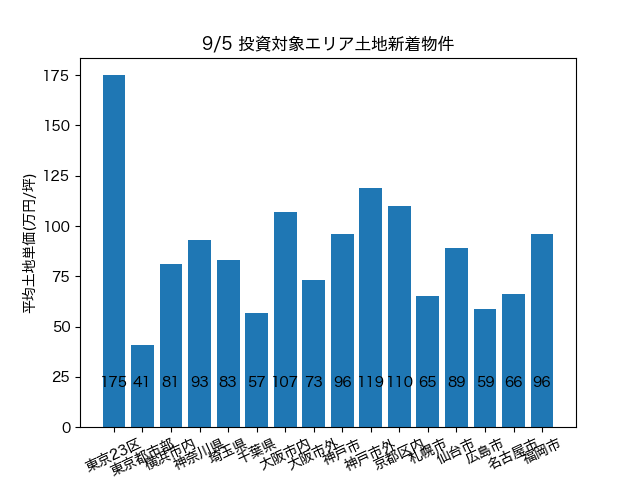 9/5 投資対象エリア土地新着物件
平均土地単価(万円/坪)
175
150
125
100
75
50
25
0
175 41 81 93 83 57 107 73 96 119 110 65 89 59 66 96
東京23区
東京都市部
横浜市内
神奈川県
埼玉県
千葉県
大阪市内
大阪市外
神戸市
神戸市外
京都区内
札幌市
仙台市
広島市
名古屋市
福岡市